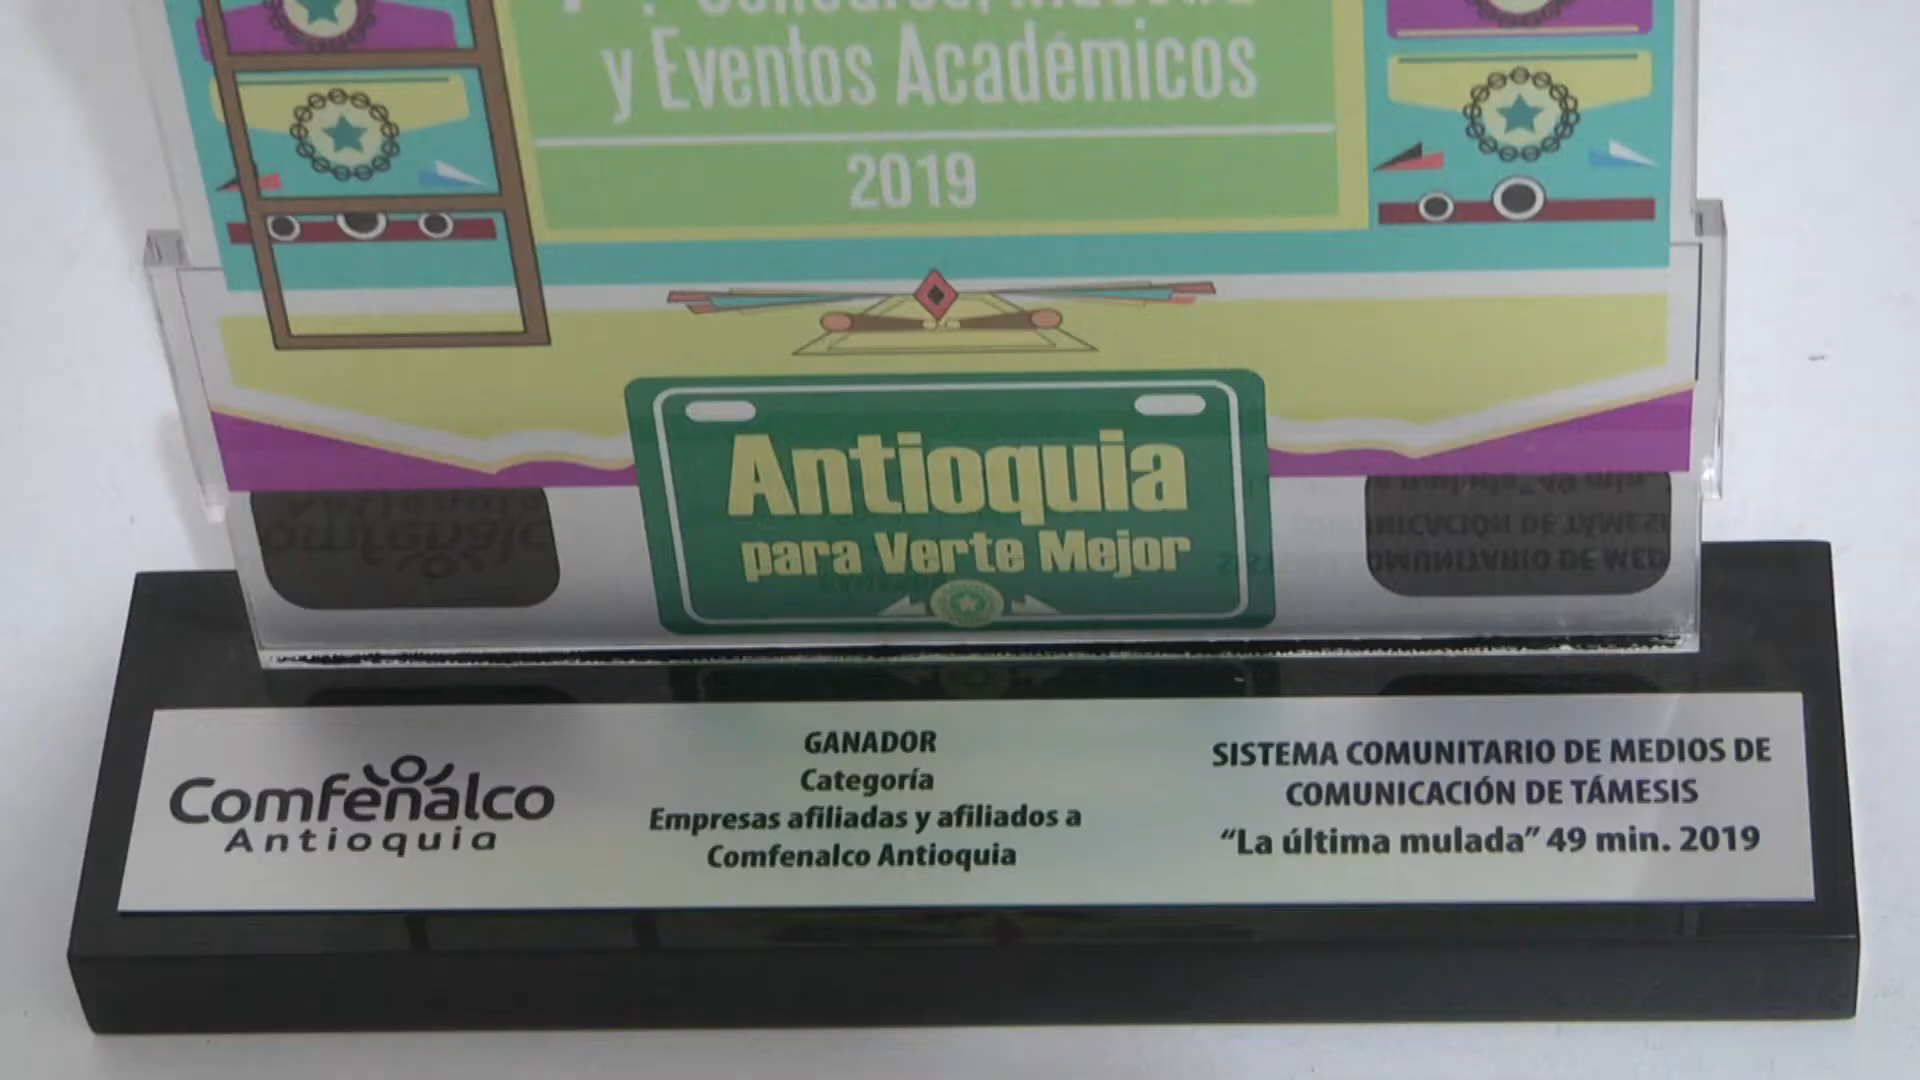 y Eventos Académicos
2019
Antioquia
para Verte Mejor
Comfenalco
Antioquia
GANADOR
Categoría
Empresas afiliadas y afiliados a
Comfenalco Antioquia
SISTEMA COMUNITARIO DE MEDIOS DE
COMUNICACIÓN DE TÁMESIS
“La última mulada” 49 min. 2019